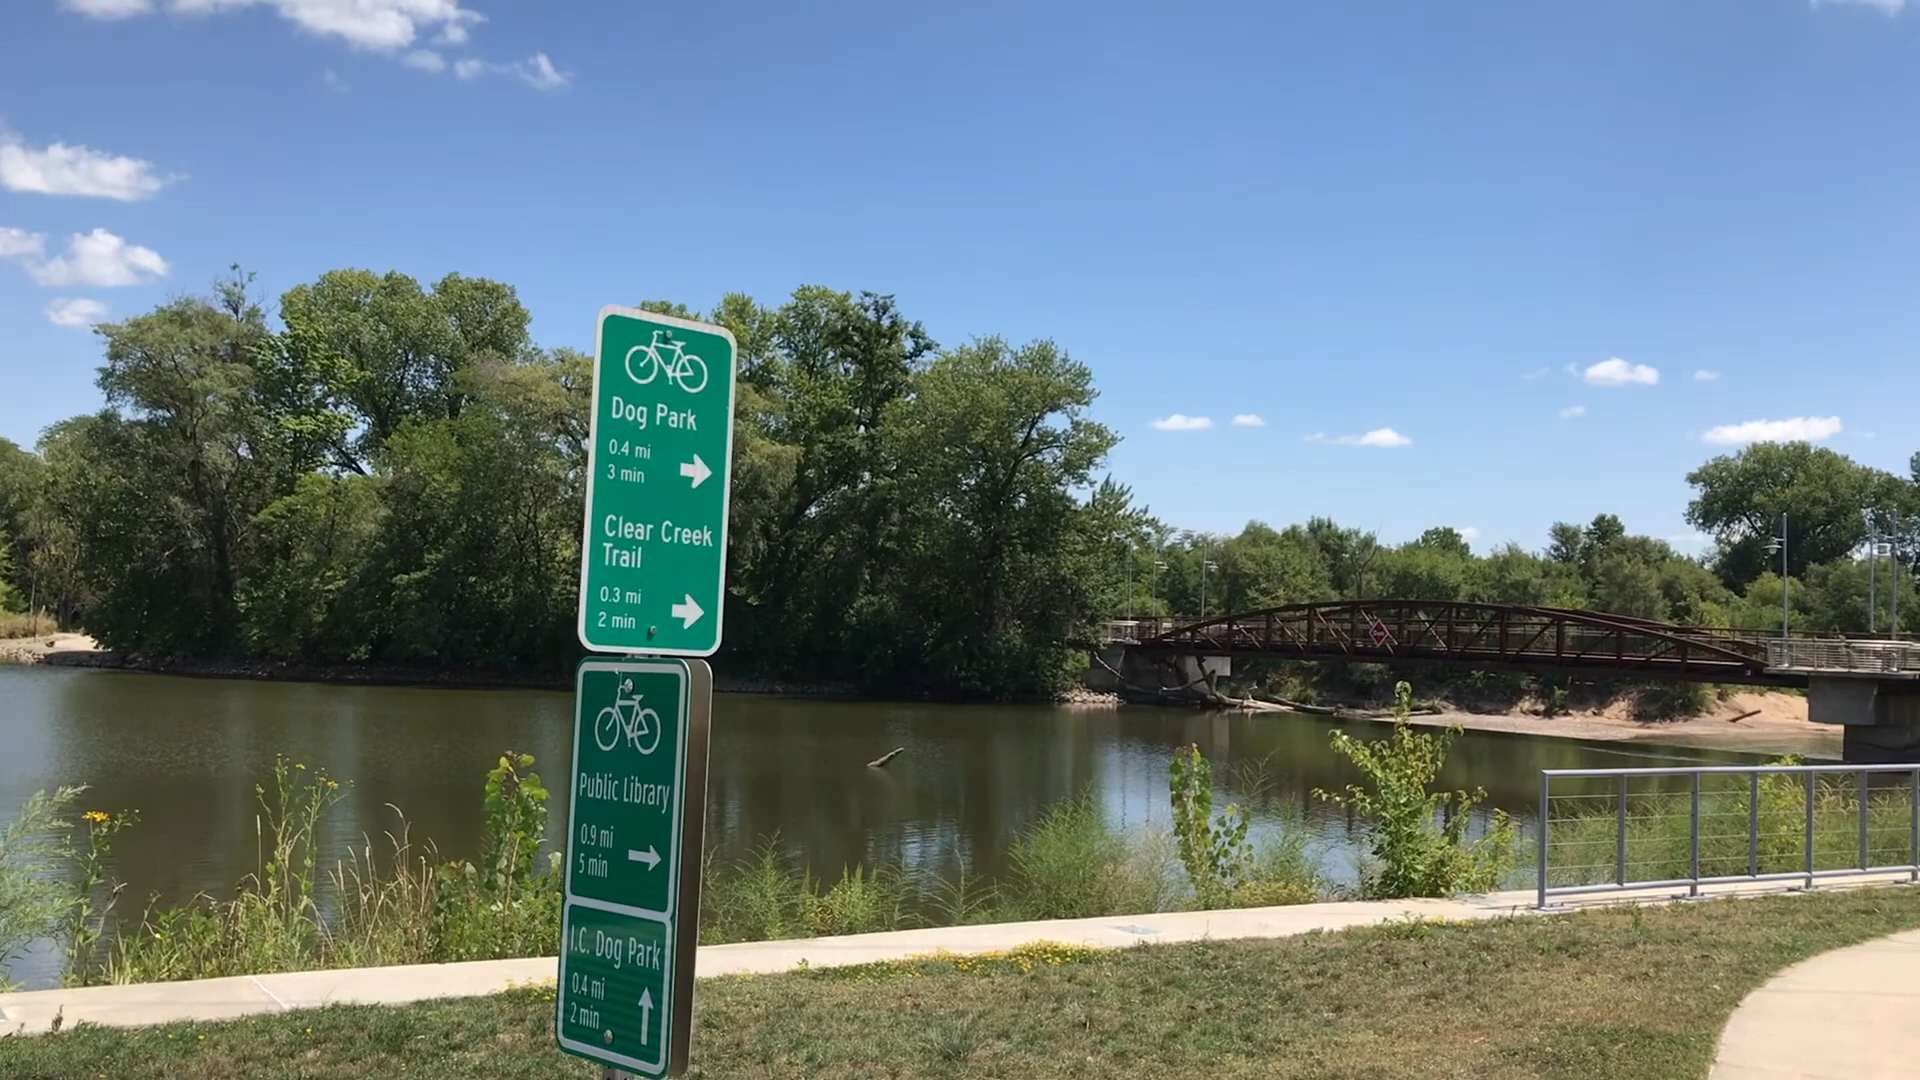 Dog Park
0.4 mi
3 min
Clear Creek
Trail
0.3 mi
2 min
Public Library
0.9 mi
5 min
I.C. Dog Park
0.4 mi
2 min